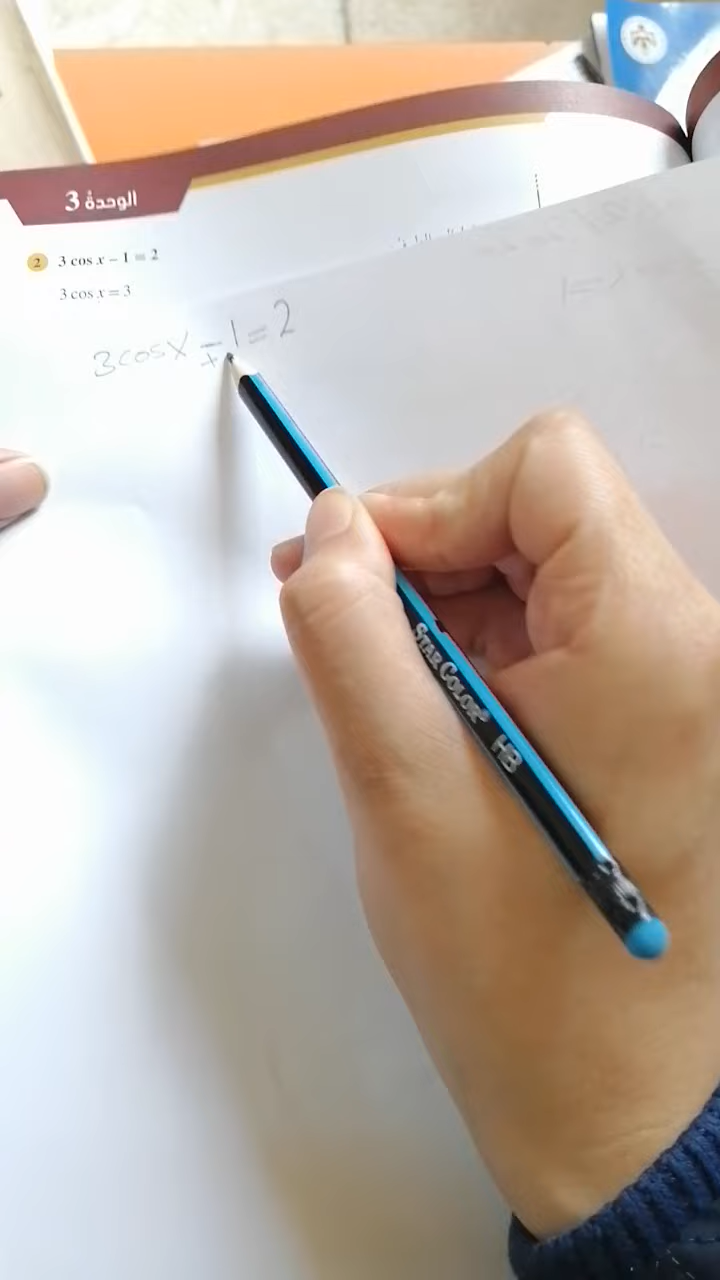 الوحدة 3
2 3 cos x − 1 = 2
3 cos x = 3
3cosx − 1 = 2
+
STAR COLOR HB